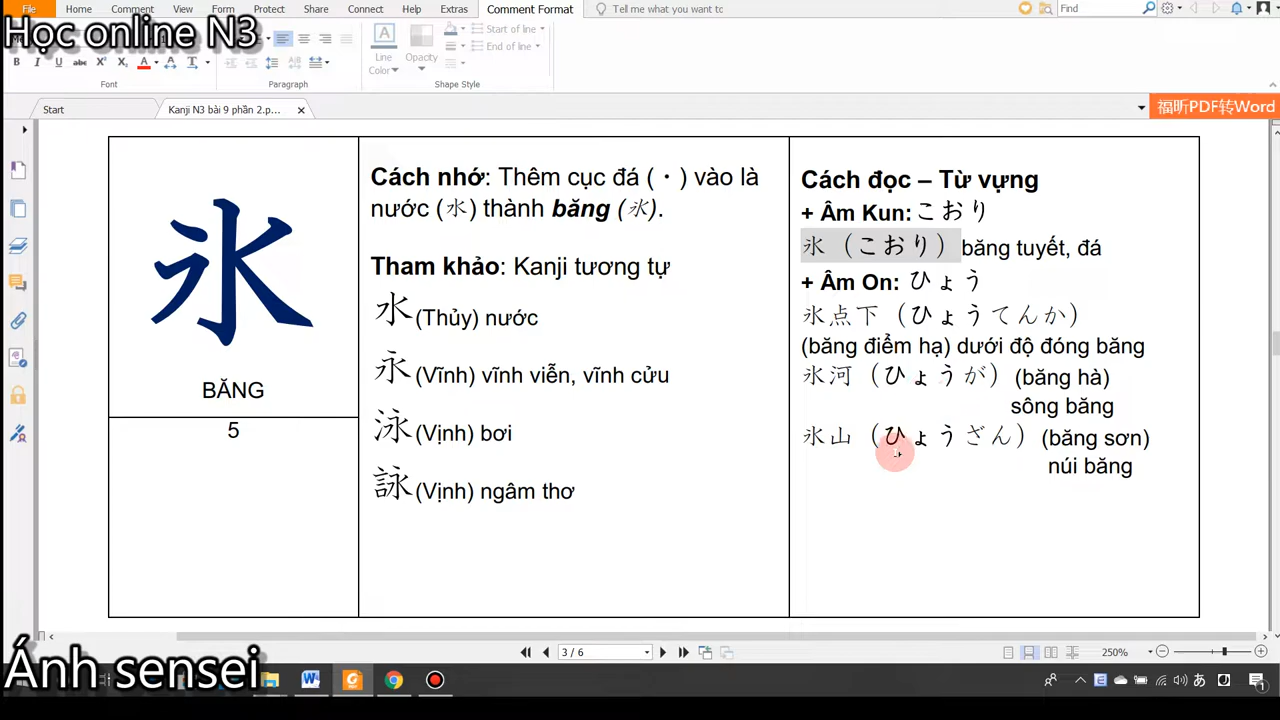 File Home Comment View Form Protect Share Connect Help Extras Comment Format Tell me what you want to Find
Học online N3
Line Color
Opacity
Start of line
End of line
Font Paragraph Shape Style
Start Kanji N3 bài 9 phần 2.p...
福昕PDF转Word
氷
BĂNG
5
Cách nhớ: Thêm cục đá (・) vào là
nước (水) thành băng (氷).
Tham khảo: Kanji tương tự
水(Thủy) nước
永(Vĩnh) vĩnh viễn, vĩnh cửu
泳(Vịnh) bơi
詠(Vịnh) ngâm thơ
Cách đọc – Từ vựng
+ Âm Kun:こおり
氷（こおり）băng tuyết, đá
+ Âm On: ひょう
氷点下（ひょうてんか）
(băng điểm hạ) dưới độ đóng băng
氷河（ひょうが）(băng hà)
sông băng
氷山（ひょうざん）(băng sơn)
núi băng
3 / 6
250%
Ánh sensei
あ